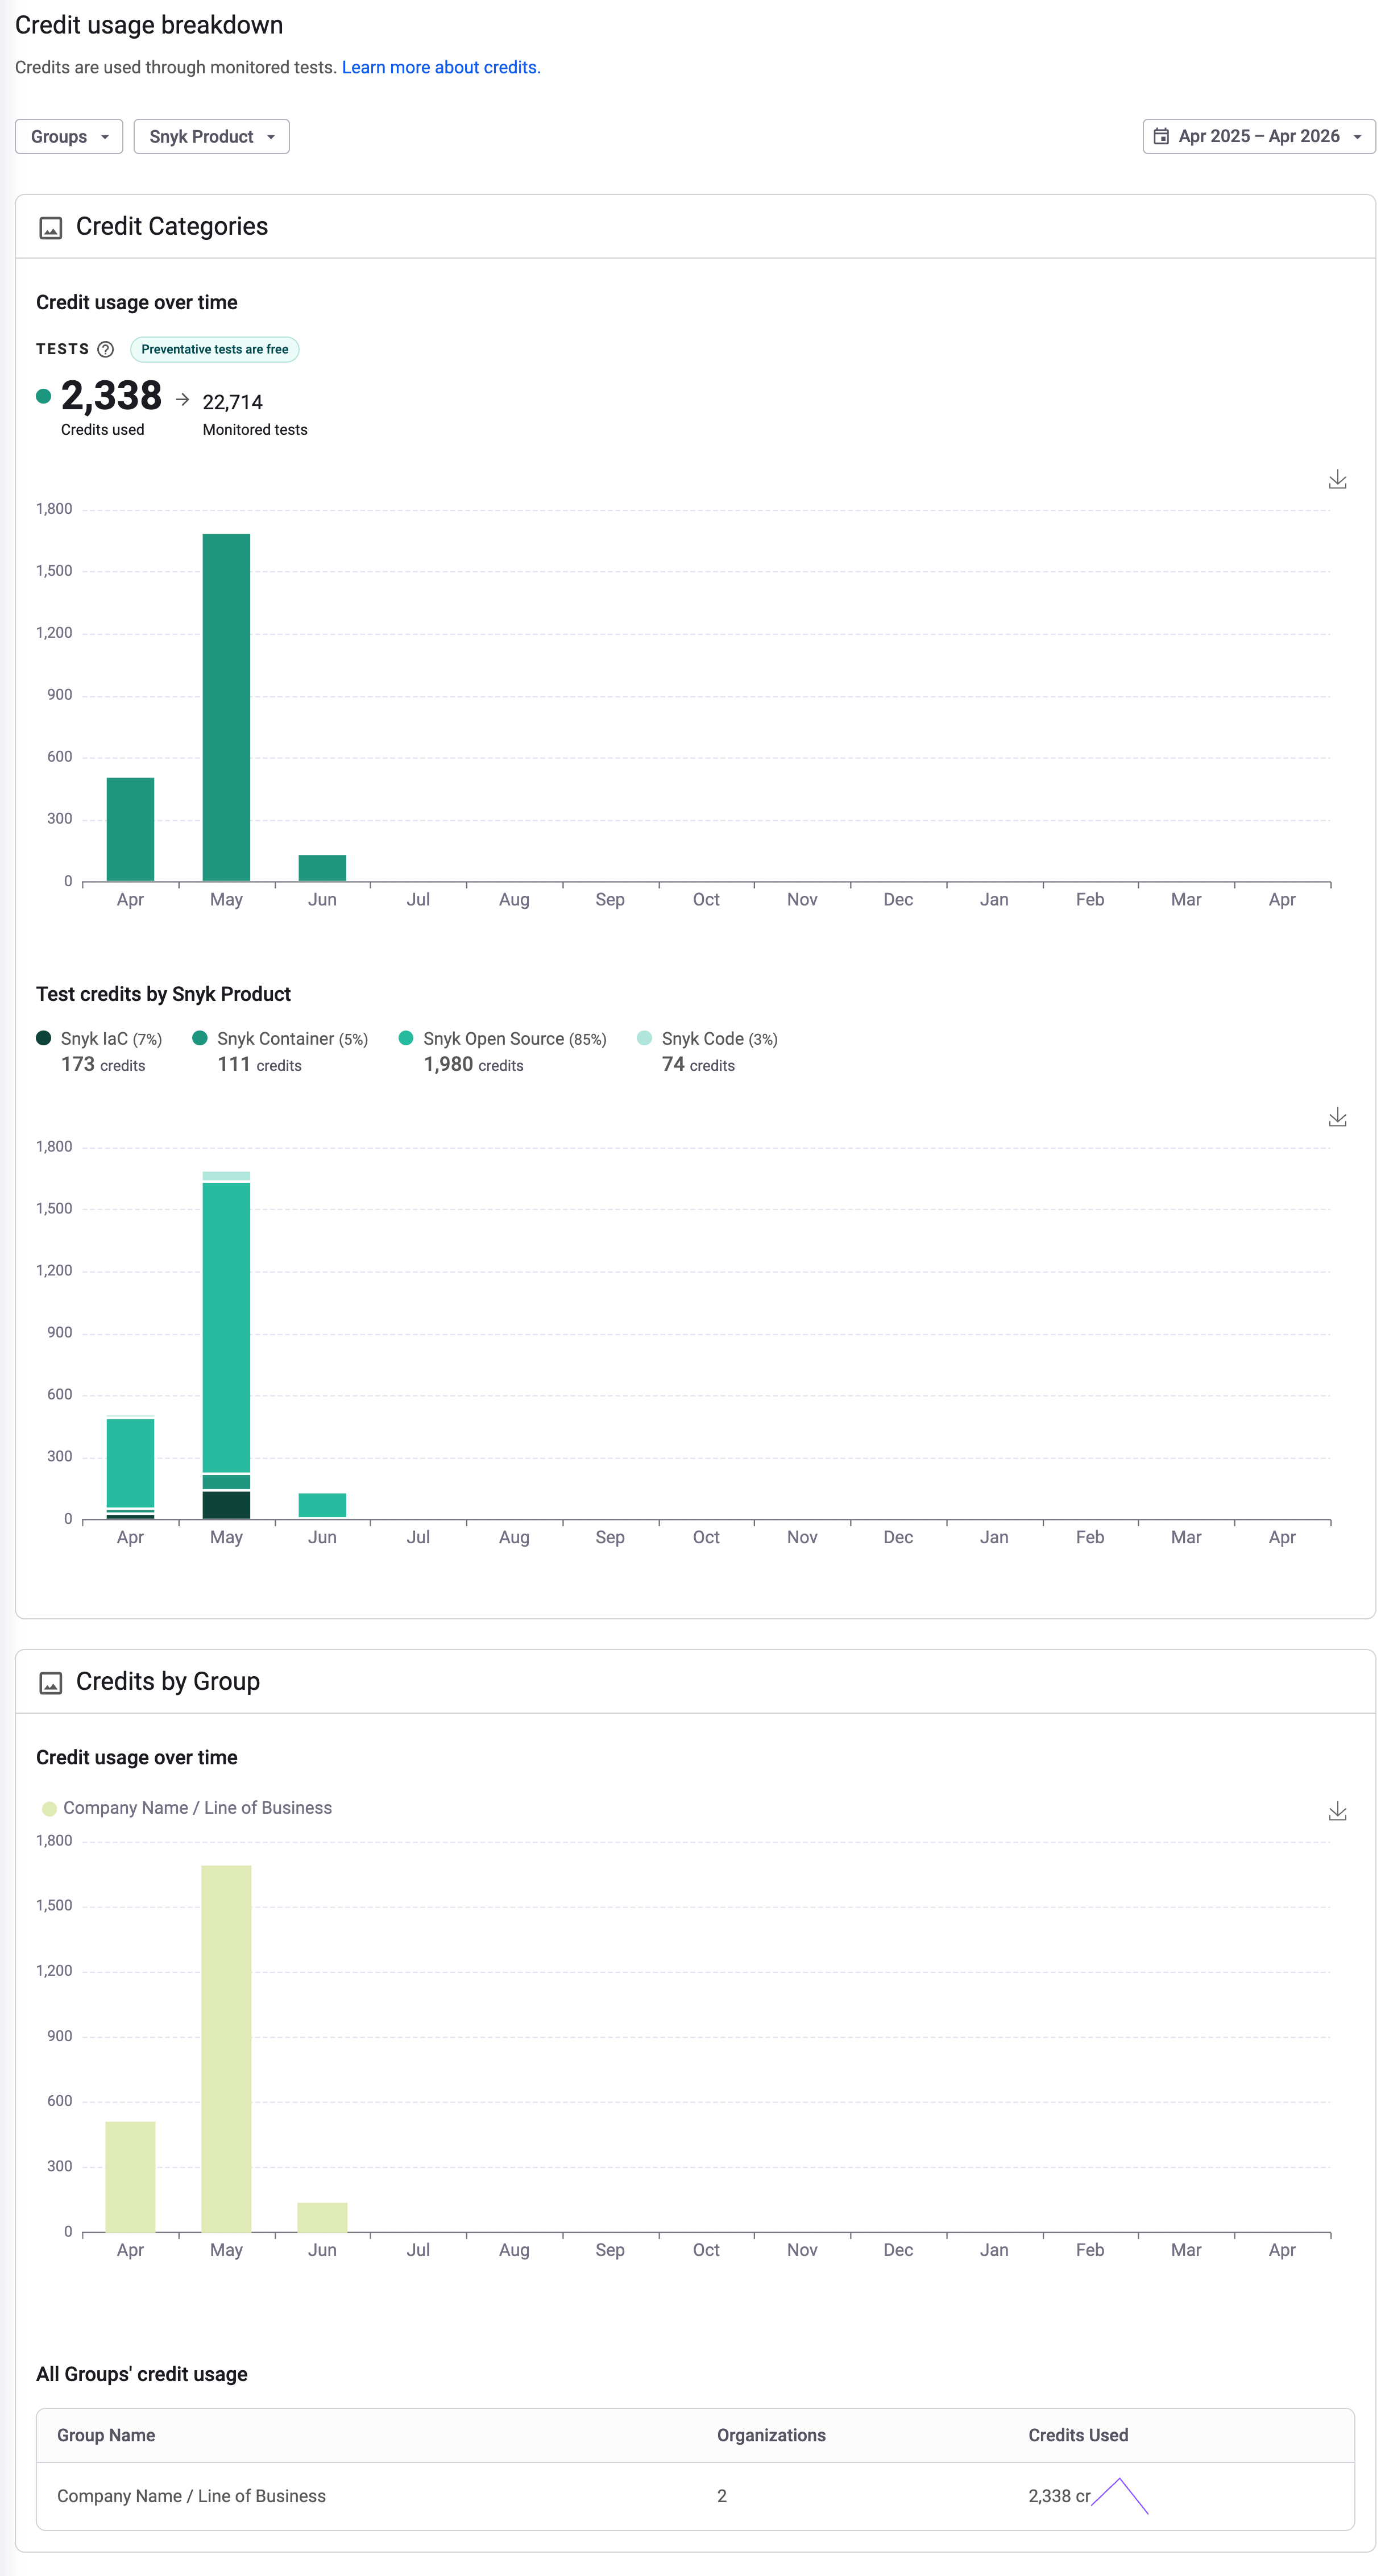 Credit usage breakdown
Credits are used through monitored tests. Learn more about credits.
Groups Snyk Product Apr 2025 – Apr 2026
Credit Categories
Credit usage over time
TESTS ? Preventative tests are free
2,338 → 22,714
Credits used Monitored tests
1,800
1,500
1,200
900
600
300
0
Apr May Jun Jul Aug Sep Oct Nov Dec Jan Feb Mar Apr
Test credits by Snyk Product
Snyk IaC (7%) Snyk Container (5%) Snyk Open Source (85%) Snyk Code (3%)
173 credits 111 credits 1,980 credits 74 credits
1,800
1,500
1,200
900
600
300
0
Apr May Jun Jul Aug Sep Oct Nov Dec Jan Feb Mar Apr
Credits by Group
Credit usage over time
Company Name / Line of Business
1,800
1,500
1,200
900
600
300
0
Apr May Jun Jul Aug Sep Oct Nov Dec Jan Feb Mar Apr
All Groups' credit usage
Group Name Organizations Credits Used
Company Name / Line of Business 2 2,338 cr